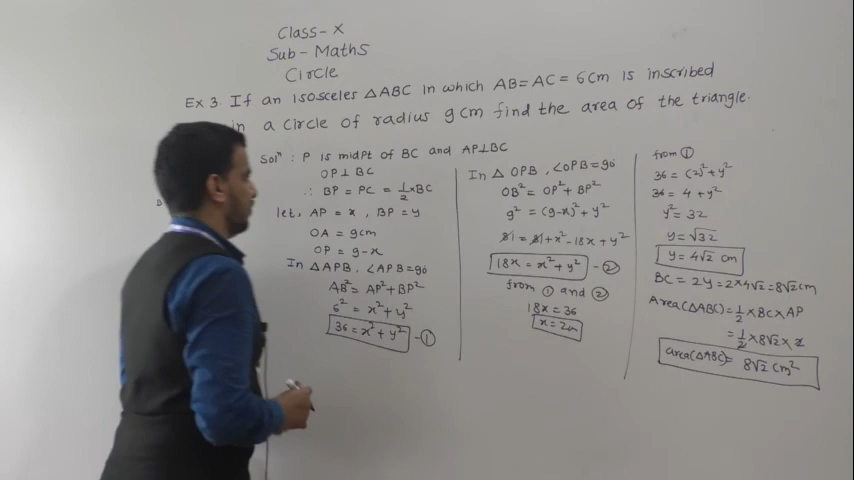 Class- X
Sub- Maths
Circle
Ex 3. If an isosceles △ABC in which AB=AC= 6cm is inscribed
in a circle of radius 9cm find the area of the triangle.
Solⁿ : P is midPt of BC and AP⊥BC
OP⊥ BC
∴ BP = PC = 1/2 × BC
let, AP = x , BP = y
OA = 9cm
OP = 9-x
In △APB, ∠APB=90
AB² = AP² + BP²
6² = x² + y²
36 = x² + y² -①
In △ OPB , ∠OPB=90
OB² = OP² + BP²
9² = (9-x)² + y²
81 = 81 + x² - 18x + y²
18x = x² + y² -②
from ① and ②
18x = 36
x = 2cm
from ①
36 = (2)² + y²
36 = 4 + y²
y² = 32
y = √32
y = 4√2 cm
BC = 2y = 2×4√2 = 8√2cm
Area(△ABC) = 1/2 × BC × AP
= 1/2 × 8√2 × 2
area(△ABC) = 8√2 cm²